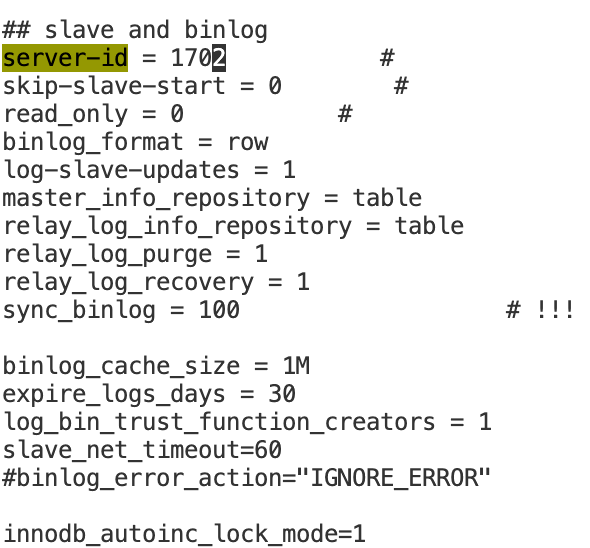 ## slave and binlog
server-id = 1702           #
skip-slave-start = 0        #
read_only = 0           #
binlog_format = row
log-slave-updates = 1
master_info_repository = table
relay_log_info_repository = table
relay_log_purge = 1
relay_log_recovery = 1
sync_binlog = 100                   # !!!
binlog_cache_size = 1M
expire_logs_days = 30
log_bin_trust_function_creators = 1
slave_net_timeout=60
#binlog_error_action="IGNORE_ERROR"
innodb_autoinc_lock_mode=1